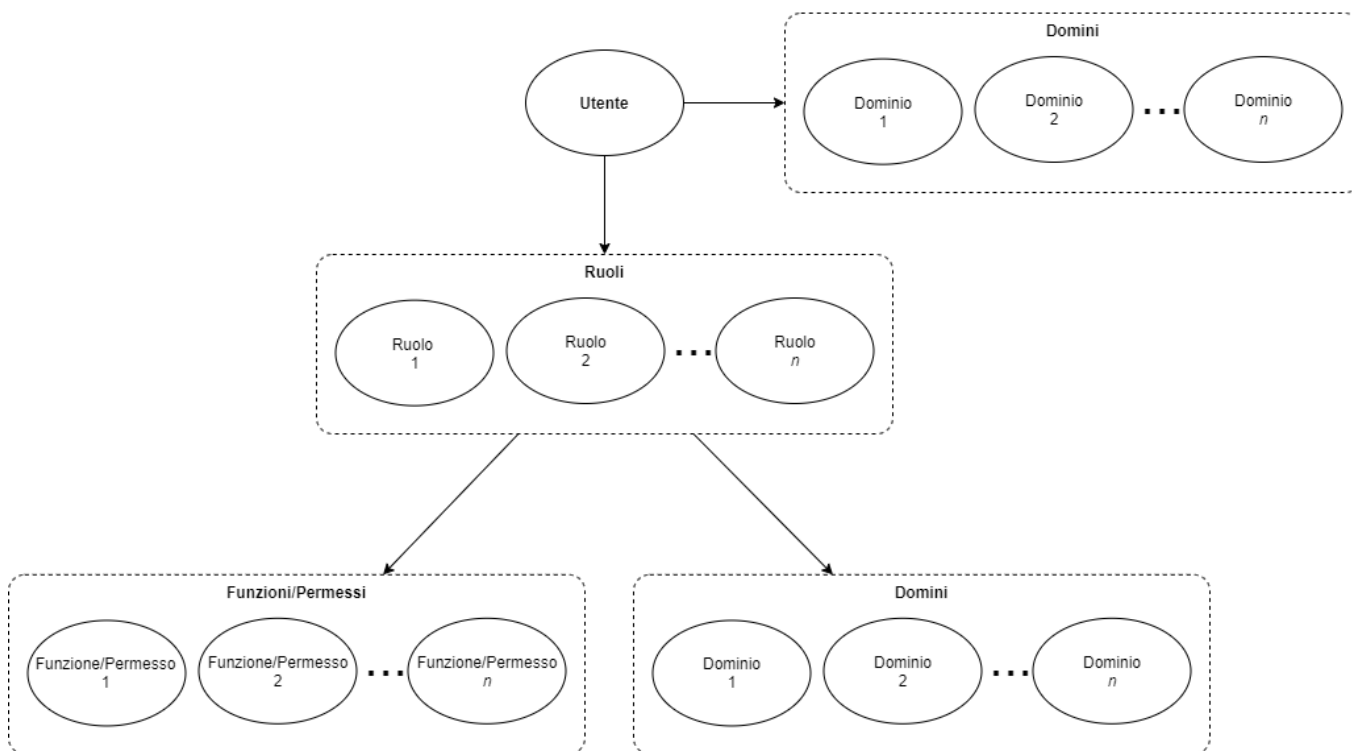 Domini
Utente
Dominio
1
Dominio
2
...
Dominio
n
Ruoli
Ruolo
1
Ruolo
2
...
Ruolo
n
Funzioni/Permessi
Funzione/Permesso
1
Funzione/Permesso
2
...
Funzione/Permesso
n
Domini
Dominio
1
Dominio
2
...
Dominio
n